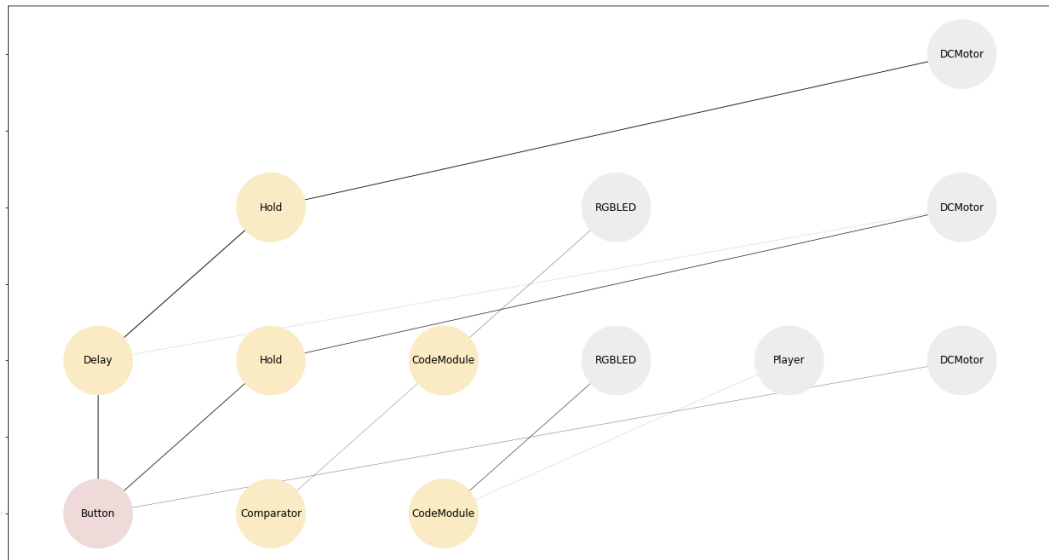 DCMotor
Hold
RGBLED
DCMotor
Delay
Hold
CodeModule
RGBLED
Player
DCMotor
Button
Comparator
CodeModule